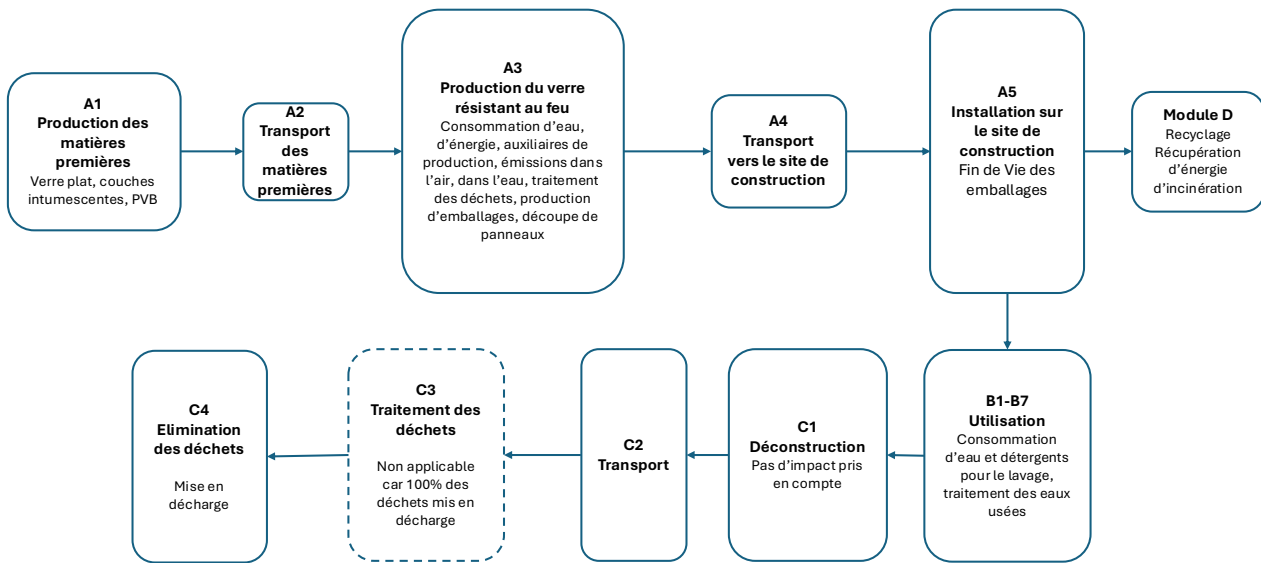 A1
Production des
matières
premières
Verre plat, couches
intumescentes, PVB
A2
Transport
des
matières
premières
A3
Production du verre
résistant au feu
Consommation d'eau,
d'énergie, auxiliaires de
production, émissions dans
l'air, dans l'eau, traitement
des déchets, production
d'emballages, découpe de
panneaux
A4
Transport
vers le site de
construction
A5
Installation sur
le site de
construction
Fin de Vie des
emballages
Module D
Recyclage
Récupération
d'énergie
d'incinération
C4
Elimination
des déchets
Mise en
décharge
C3
Traitement des
déchets
Non applicable
car 100% des
déchets mis en
décharge
C2
Transport
C1
Déconstruction
Pas d'impact pris
en compte
B1-B7
Utilisation
Consommation
d'eau et détergents
pour le lavage,
traitement des eaux
usées